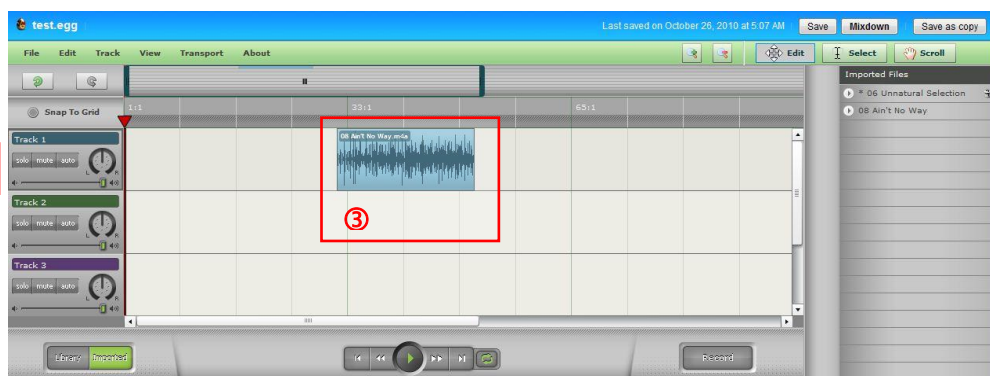 test.egg Last saved on October 26, 2010 at 5:07 AM Save Mixdown Save as copy
File Edit Track View Transport About Edit Select Scroll
Imported Files
* 06 Unnatural Selection
08 Ain't No Way
Snap To Grid
1:1 33:1 65:1
Track 1
08 Ain't No Way.m4a
solo mute auto
L R
Track 2
solo mute auto
L R
③
Track 3
solo mute auto
L R
Library Imported Record